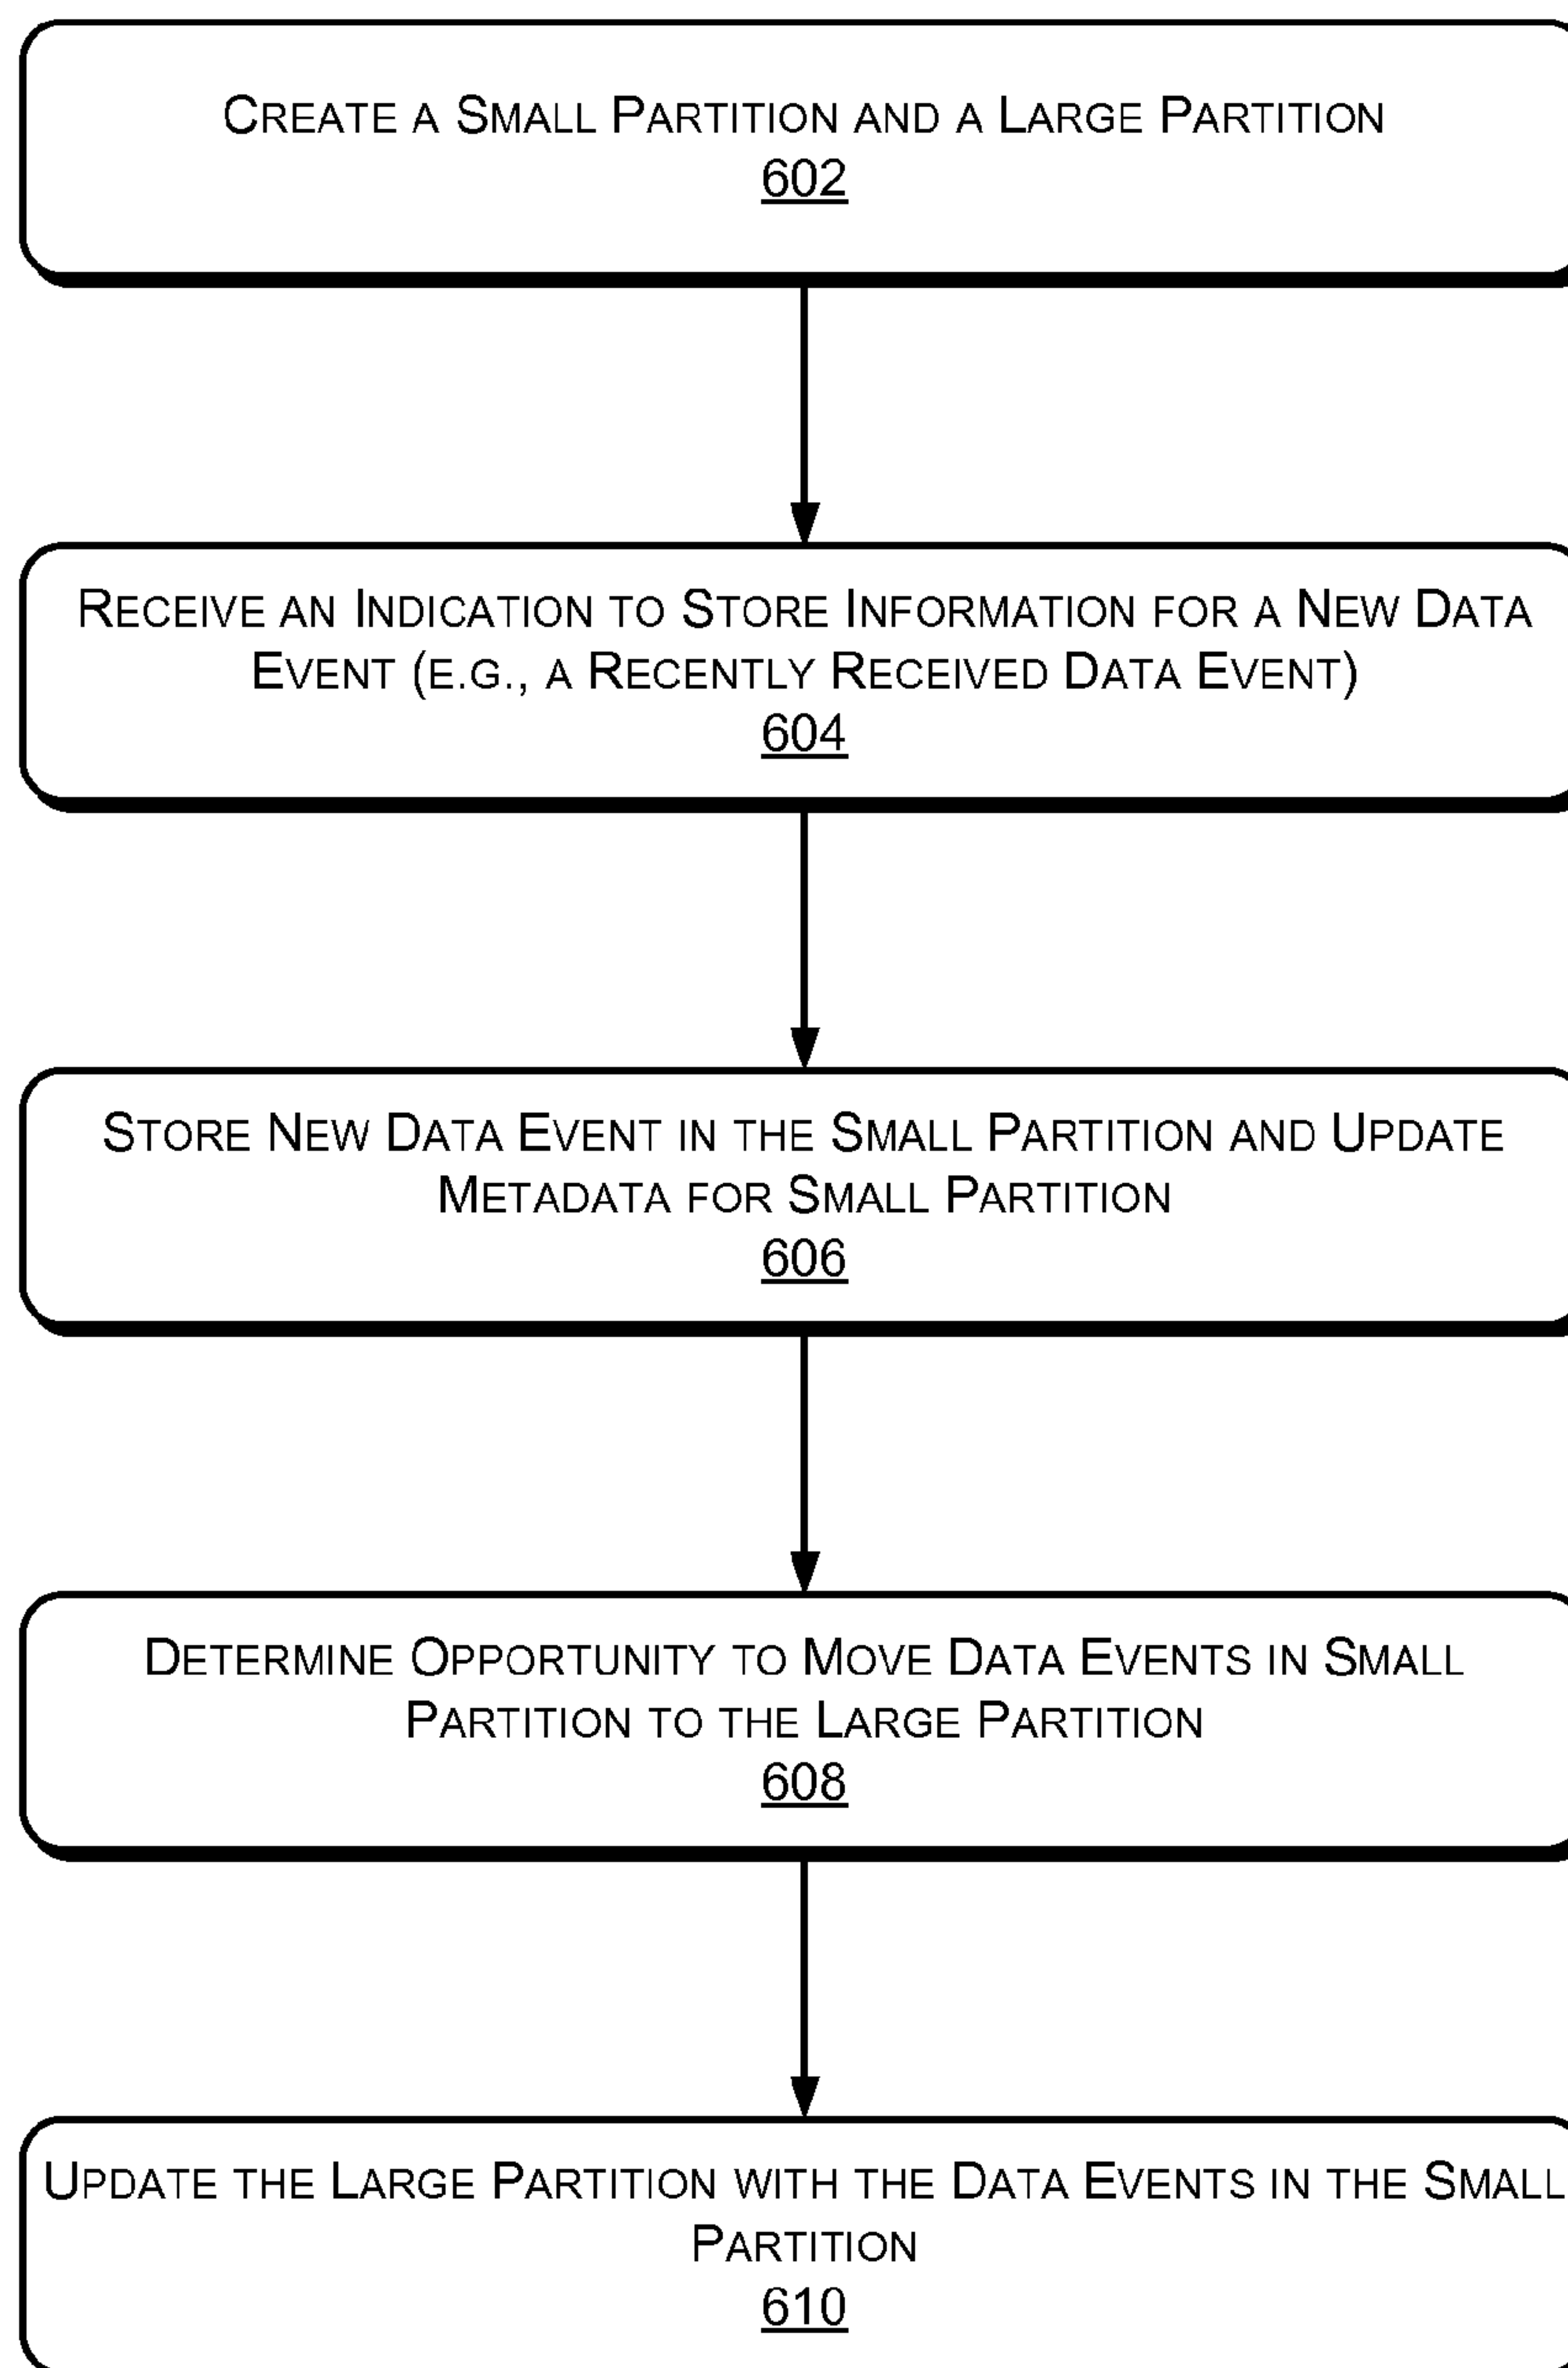 Create a Small Partition and a Large Partition
602
Receive an Indication to Store Information for a New Data
Event (e.g., a Recently Received Data Event)
604
Store New Data Event in the Small Partition and Update
Metadata for Small Partition
606
Determine Opportunity to Move Data Events in Small
Partition to the Large Partition
608
Update the Large Partition with the Data Events in the Small
Partition
610